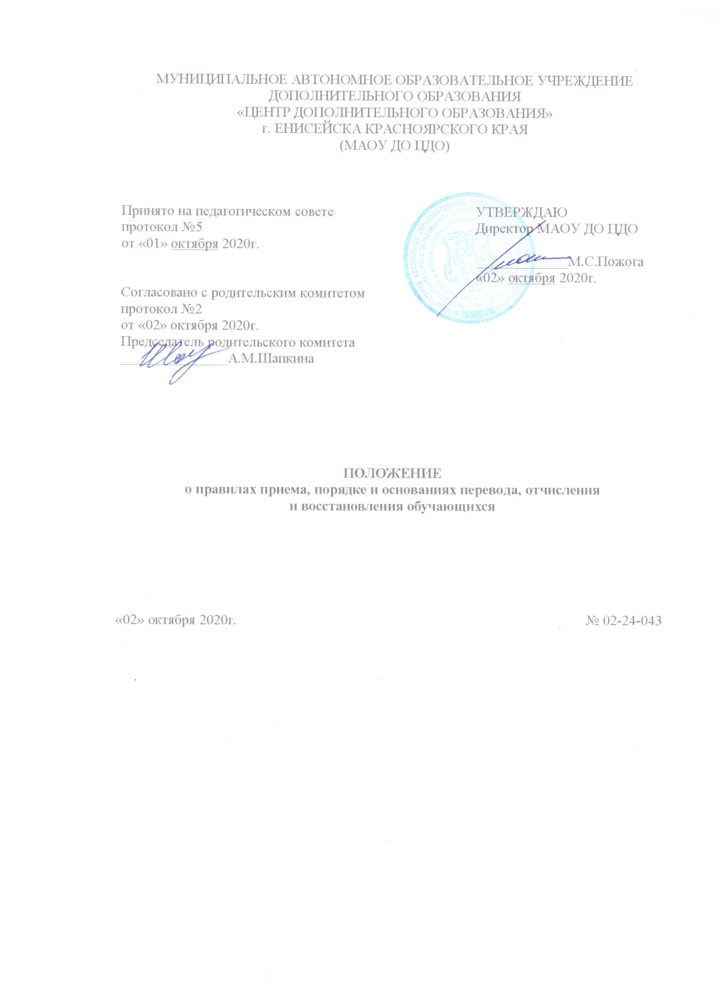 МУНИЦИПАЛЬНОЕ АВТОНОМНОЕ ОБРАЗОВАТЕЛЬНОЕ УЧРЕЖДЕНИЕ
ДОПОЛНИТЕЛЬНОГО ОБРАЗОВАНИЯ
«ЦЕНТР ДОПОЛНИТЕЛЬНОГО ОБРАЗОВАНИЯ»
г. ЕНИСЕЙСКА КРАСНОЯРСКОГО КРАЯ
(МАОУ ДО ЦДО)
Принято на педагогическом совете
протокол №5
от «01» октября 2020г.
УТВЕРЖДАЮ
Директор МАОУ ДО ЦДО
_____________М.С.Пожога
«02» октября 2020г.
Согласовано с родительским комитетом
протокол №2
от «02» октября 2020г.
Председатель родительского комитета
_______________А.М.Шапкина
ПОЛОЖЕНИЕ
о правилах приема, порядке и основаниях перевода, отчисления
и восстановления обучающихся
«02» октября 2020г.
№ 02-24-043